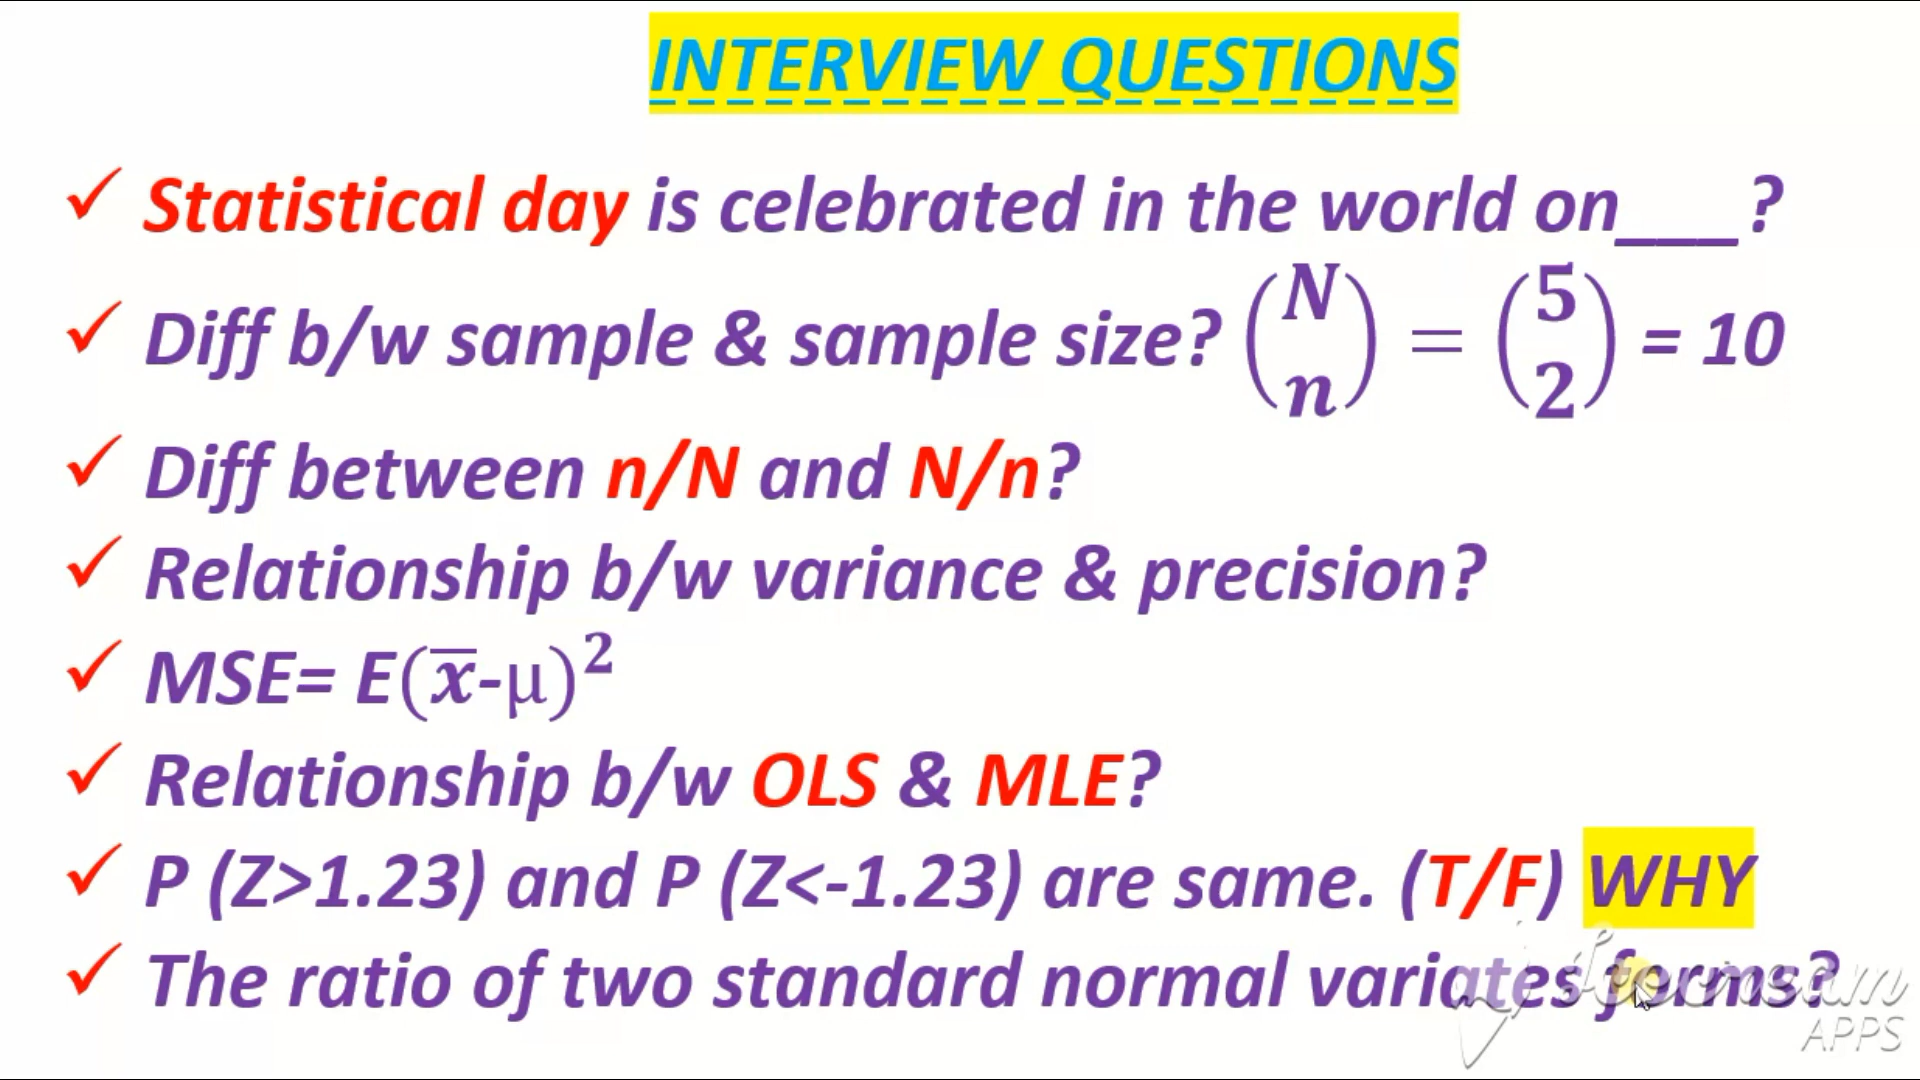 INTERVIEW QUESTIONS
✓ Statistical day is celebrated in the world on___?
✓ Diff b/w sample & sample size? (N n) = (5 2) = 10
✓ Diff between n/N and N/n?
✓ Relationship b/w variance & precision?
✓ MSE= E(x̅-μ)²
✓ Relationship b/w OLS & MLE?
✓ P (Z>1.23) and P (Z<-1.23) are same. (T/F) WHY
✓ The ratio of two standard normal variates forms?
APPS